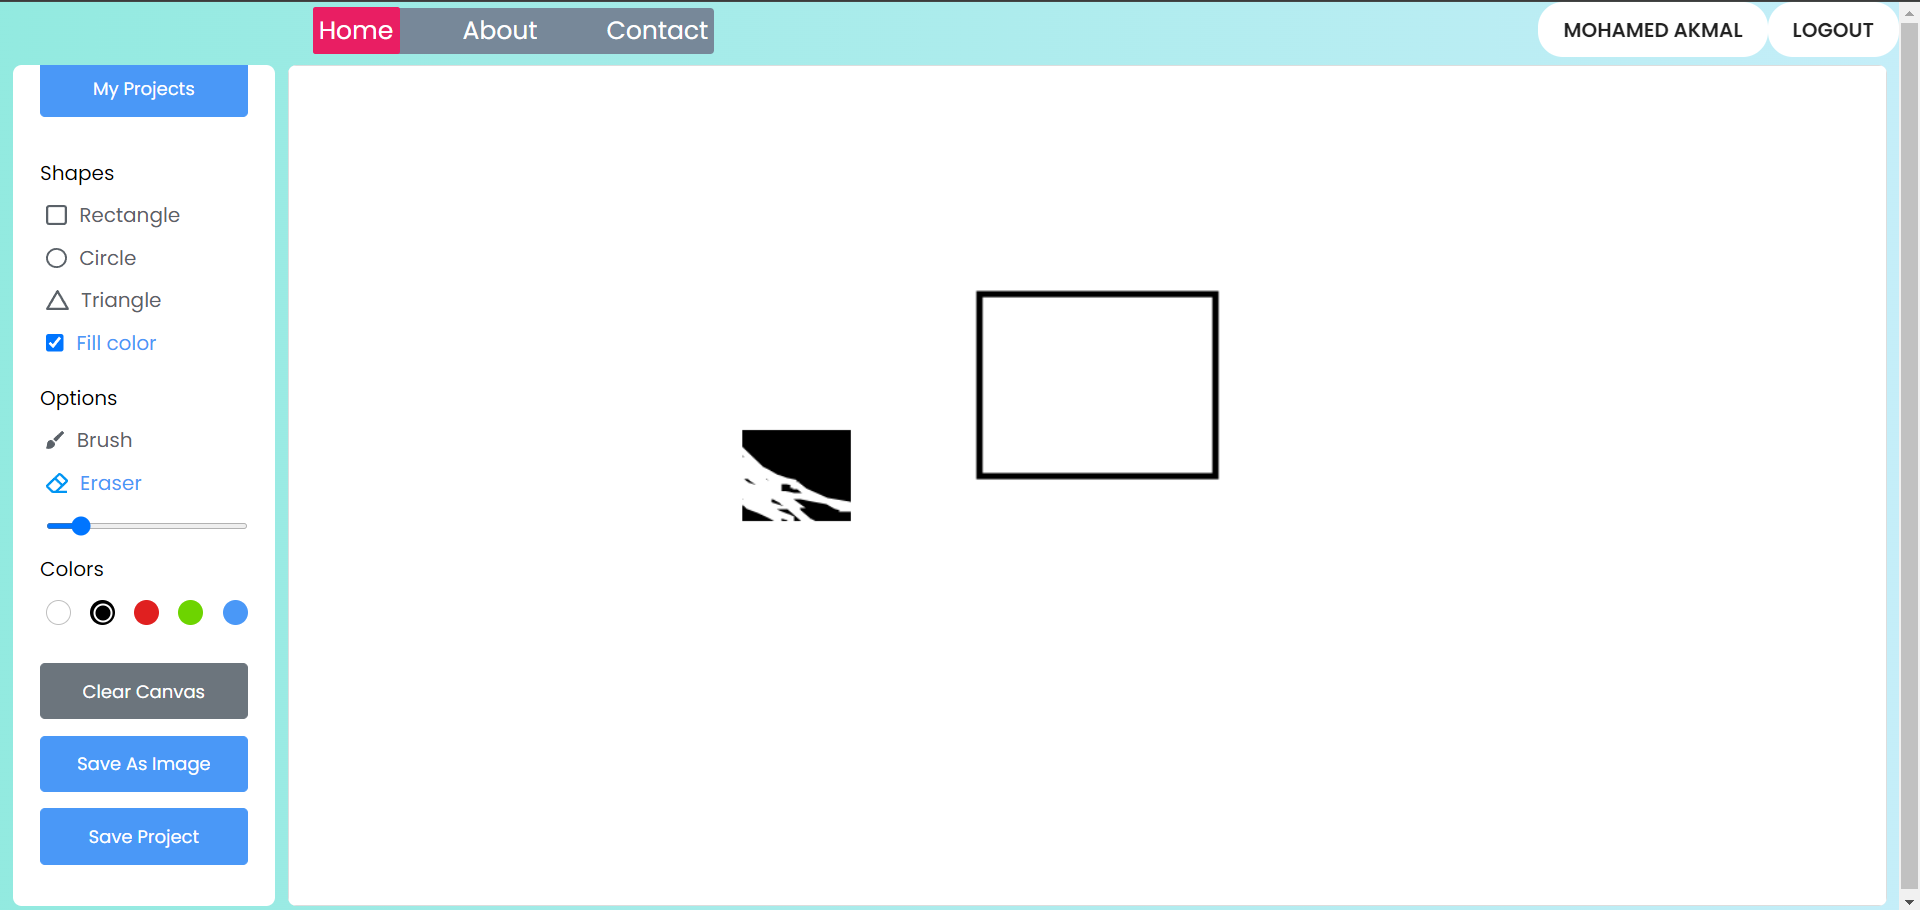 Home About Contact
MOHAMED AKMAL LOGOUT
My Projects
Shapes
Rectangle
Circle
Triangle
Fill color
Options
Brush
Eraser
Colors
Clear Canvas
Save As Image
Save Project